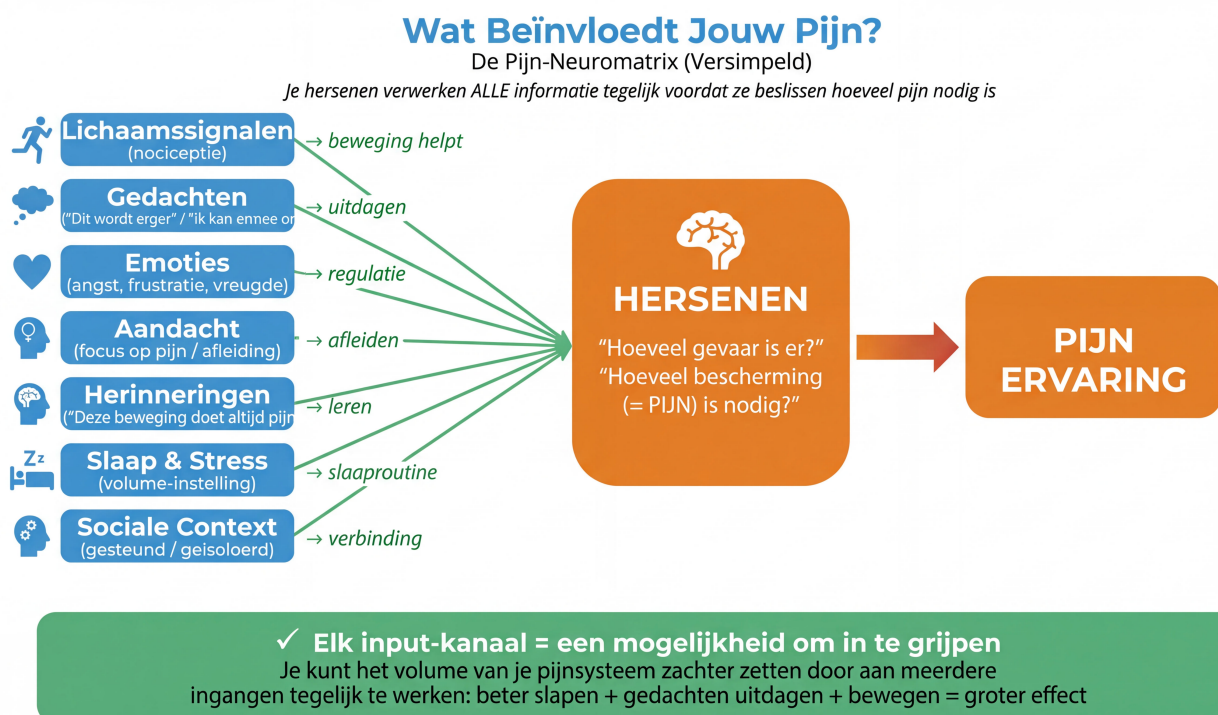 Wat Beïnvloedt Jouw Pijn?
De Pijn-Neuromatrix (Versimpeld)
Je hersenen verwerken ALLE informatie tegelijk voordat ze beslissen hoeveel pijn nodig is
Lichaamssignalen
(nociceptie)
→ beweging helpt
Gedachten
("Dit wordt erger" / "ik kan ermee or
→ uitdagen
Emoties
(angst, frustratie, vreugde)
→ regulatie
Aandacht
(focus op pijn / afleiding)
→ afleiden
Herinneringen
("Deze beweging doet altijd pijn
→ leren
Zz
Slaap & Stress
(volume-instelling)
→ slaaproutine
Sociale Context
(gesteund / geisoleerd)
→ verbinding
HERSENEN
"Hoeveel gevaar is er?"
"Hoeveel bescherming
(= PIJN) is nodig?"
PIJN
ERVARING
✓ Elk input-kanaal = een mogelijkheid om in te grijpen
Je kunt het volume van je pijnsysteem zachter zetten door aan meerdere
ingangen tegelijk te werken: beter slapen + gedachten uitdagen + bewegen = groter effect